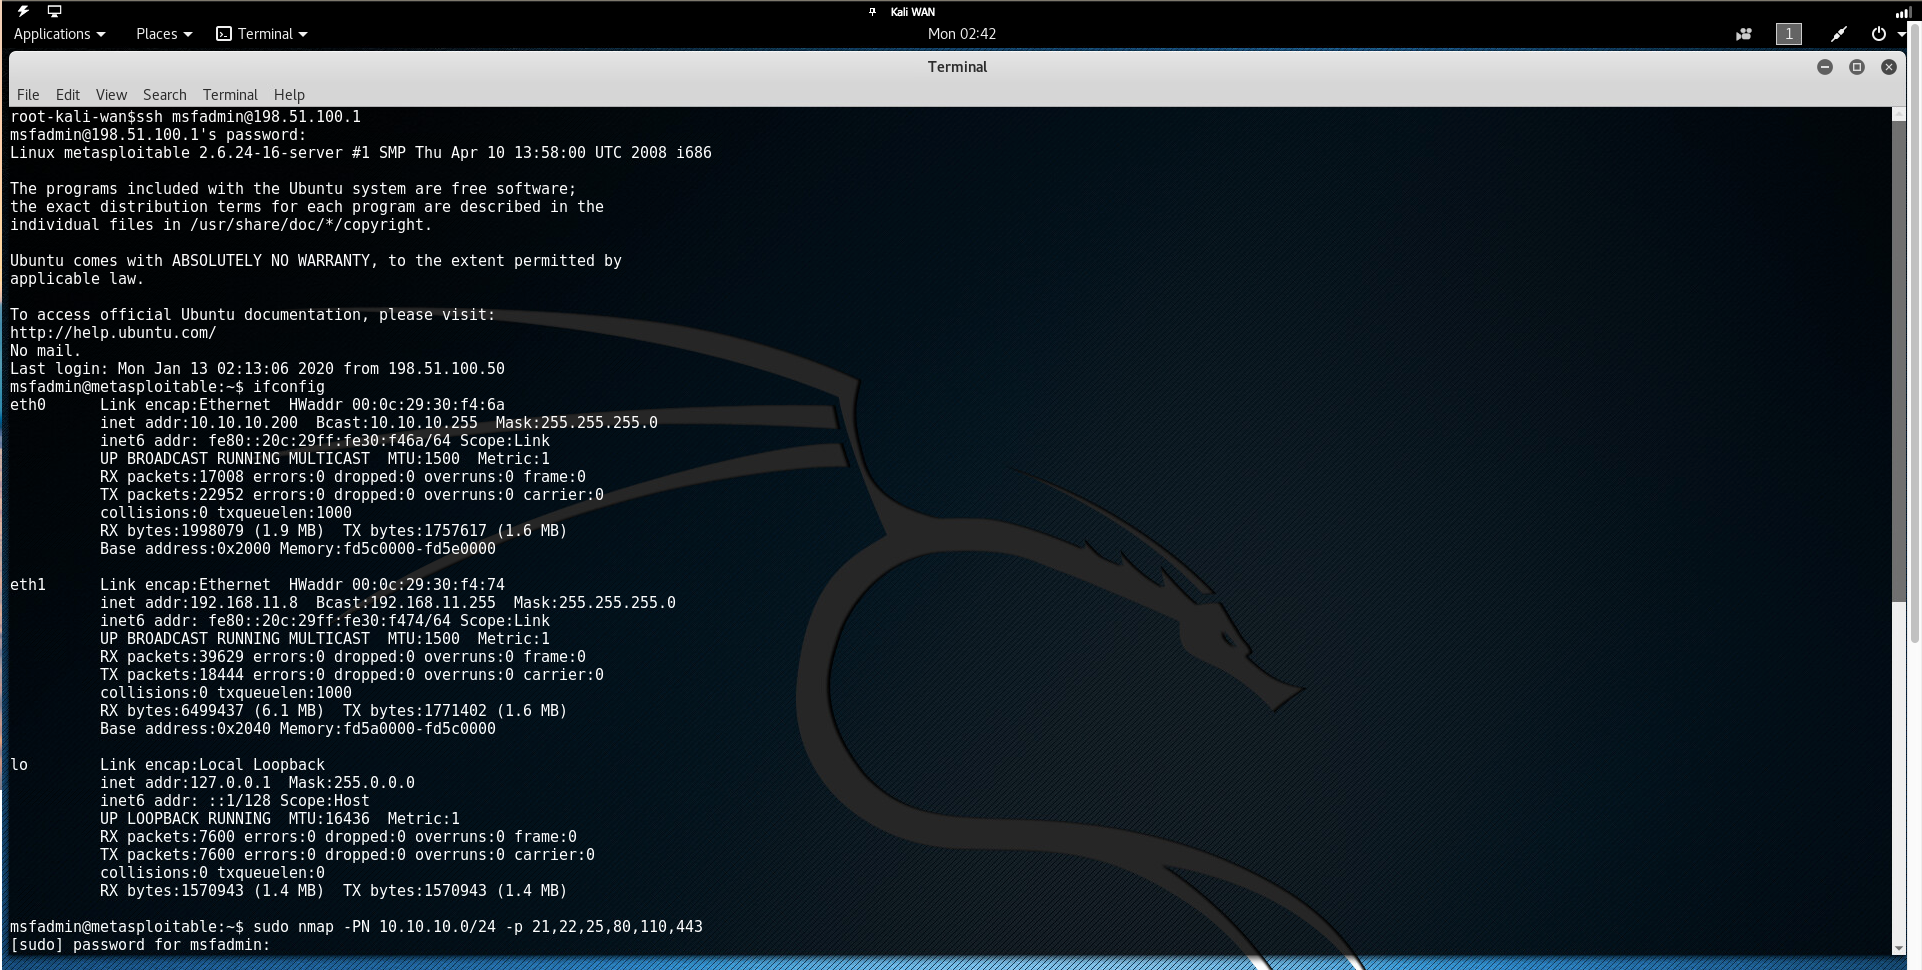 Kali WAN
Applications Places Terminal Mon 02:42 1
Terminal
File Edit View Search Terminal Help
root-kali-wan$ssh msfadmin@198.51.100.1
msfadmin@198.51.100.1's password:
Linux metasploitable 2.6.24-16-server #1 SMP Thu Apr 10 13:58:00 UTC 2008 i686
The programs included with the Ubuntu system are free software;
the exact distribution terms for each program are described in the
individual files in /usr/share/doc/*/copyright.
Ubuntu comes with ABSOLUTELY NO WARRANTY, to the extent permitted by
applicable law.
To access official Ubuntu documentation, please visit:
http://help.ubuntu.com/
No mail.
Last login: Mon Jan 13 02:13:06 2020 from 198.51.100.50
msfadmin@metasploitable:~$ ifconfig
eth0      Link encap:Ethernet  HWaddr 00:0c:29:30:f4:6a
          inet addr:10.10.10.200  Bcast:10.10.10.255  Mask:255.255.255.0
          inet6 addr: fe80::20c:29ff:fe30:f46a/64 Scope:Link
          UP BROADCAST RUNNING MULTICAST  MTU:1500  Metric:1
          RX packets:17008 errors:0 dropped:0 overruns:0 frame:0
          TX packets:22952 errors:0 dropped:0 overruns:0 carrier:0
          collisions:0 txqueuelen:1000
          RX bytes:1998079 (1.9 MB)  TX bytes:1757617 (1.6 MB)
          Base address:0x2000 Memory:fd5c0000-fd5e0000
eth1      Link encap:Ethernet  HWaddr 00:0c:29:30:f4:74
          inet addr:192.168.11.8  Bcast:192.168.11.255  Mask:255.255.255.0
          inet6 addr: fe80::20c:29ff:fe30:f474/64 Scope:Link
          UP BROADCAST RUNNING MULTICAST  MTU:1500  Metric:1
          RX packets:39629 errors:0 dropped:0 overruns:0 frame:0
          TX packets:18444 errors:0 dropped:0 overruns:0 carrier:0
          collisions:0 txqueuelen:1000
          RX bytes:6499437 (6.1 MB)  TX bytes:1771402 (1.6 MB)
          Base address:0x2040 Memory:fd5a0000-fd5c0000
lo        Link encap:Local Loopback
          inet addr:127.0.0.1  Mask:255.0.0.0
          inet6 addr: ::1/128 Scope:Host
          UP LOOPBACK RUNNING  MTU:16436  Metric:1
          RX packets:7600 errors:0 dropped:0 overruns:0 frame:0
          TX packets:7600 errors:0 dropped:0 overruns:0 carrier:0
          collisions:0 txqueuelen:0
          RX bytes:1570943 (1.4 MB)  TX bytes:1570943 (1.4 MB)
msfadmin@metasploitable:~$ sudo nmap -PN 10.10.10.0/24 -p 21,22,25,80,110,443
[sudo] password for msfadmin: